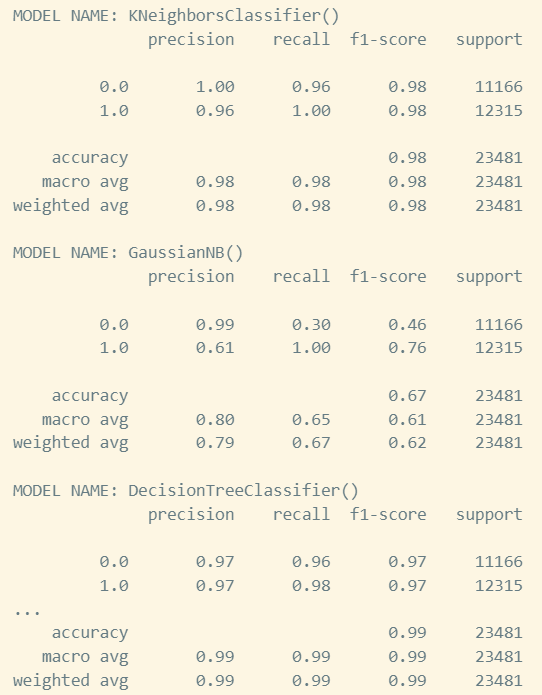 MODEL NAME: KNeighborsClassifier()
precision recall f1-score support
0.0 1.00 0.96 0.98 11166
1.0 0.96 1.00 0.98 12315
accuracy 0.98 23481
macro avg 0.98 0.98 0.98 23481
weighted avg 0.98 0.98 0.98 23481
MODEL NAME: GaussianNB()
precision recall f1-score support
0.0 0.99 0.30 0.46 11166
1.0 0.61 1.00 0.76 12315
accuracy 0.67 23481
macro avg 0.80 0.65 0.61 23481
weighted avg 0.79 0.67 0.62 23481
MODEL NAME: DecisionTreeClassifier()
precision recall f1-score support
0.0 0.97 0.96 0.97 11166
1.0 0.97 0.98 0.97 12315
...
accuracy 0.99 23481
macro avg 0.99 0.99 0.99 23481
weighted avg 0.99 0.99 0.99 23481